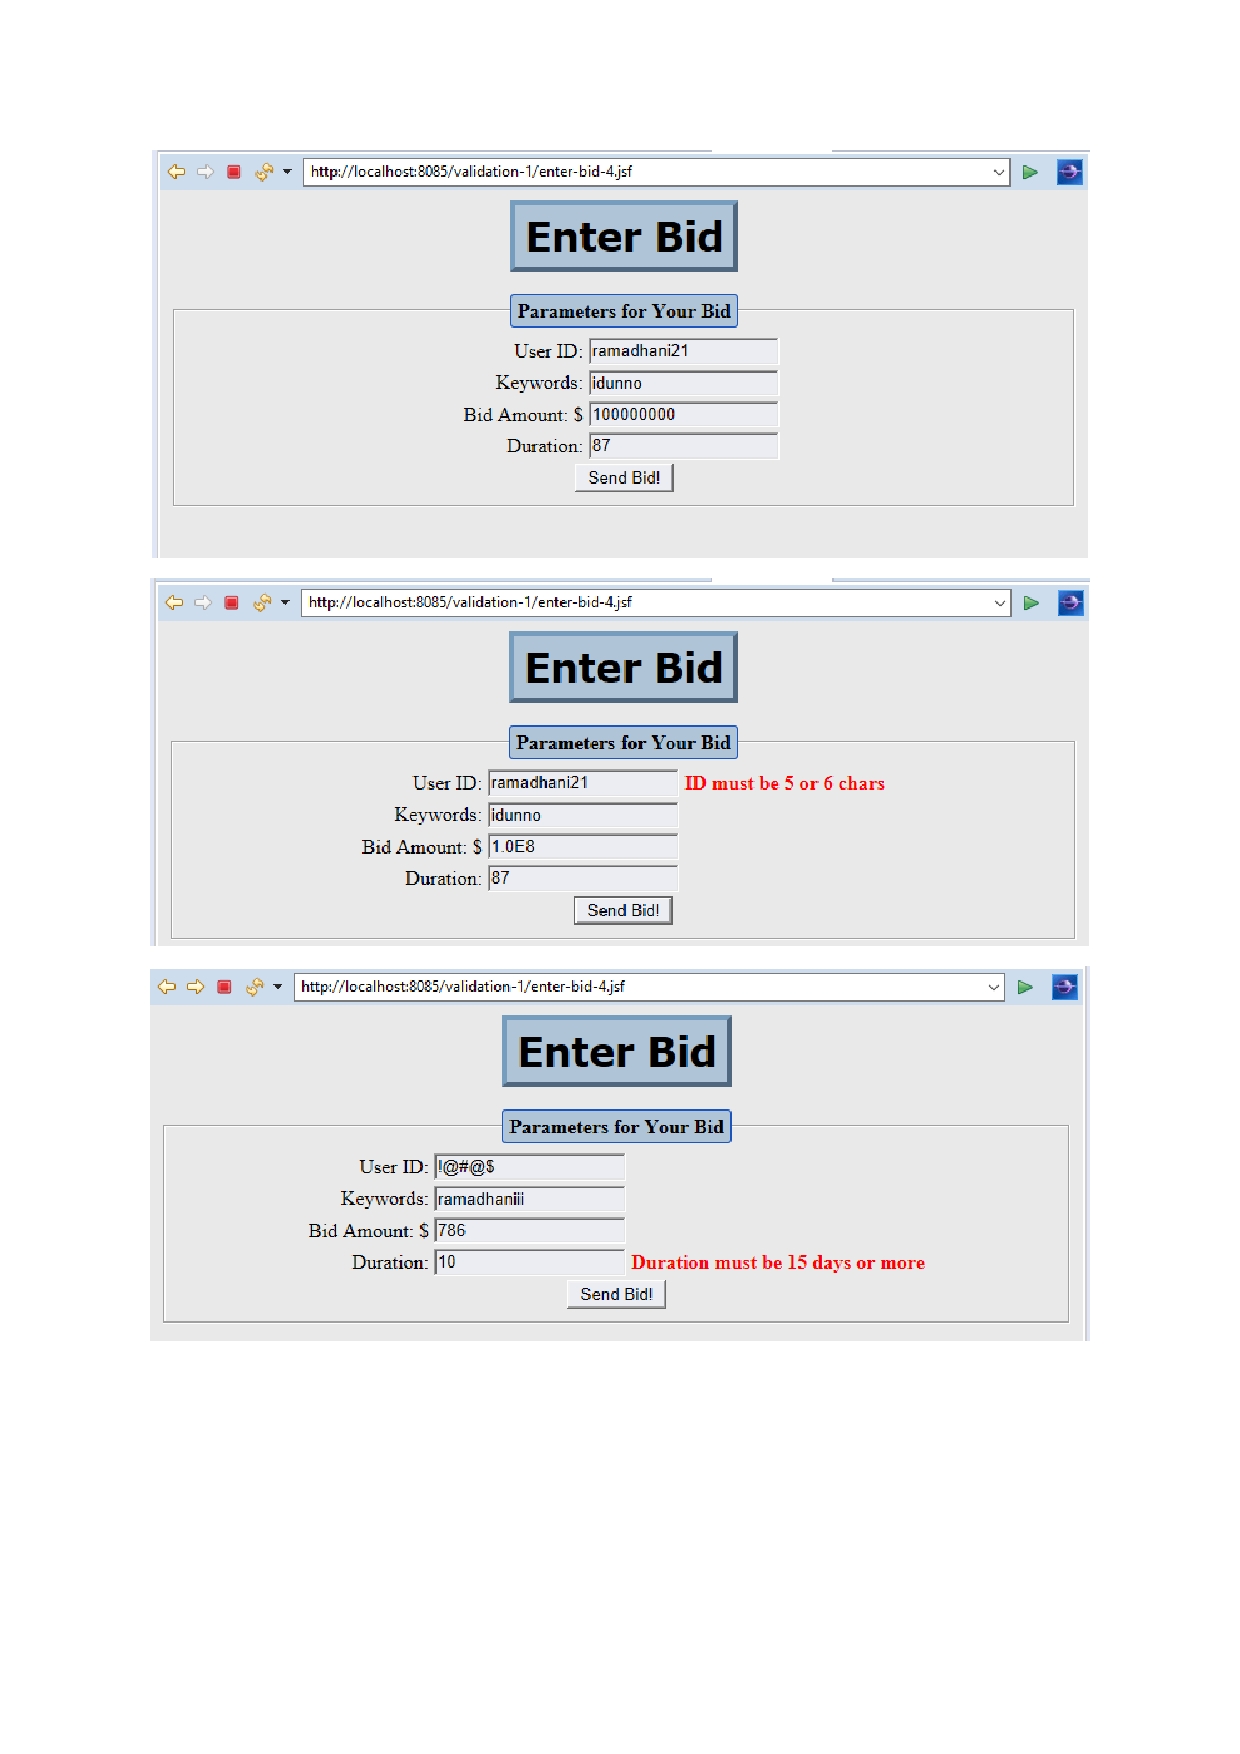 http://localhost:8085/validation-1/enter-bid-4.jsf
Enter Bid
Parameters for Your Bid
User ID: ramadhani21
Keywords: idunno
Bid Amount: $ 100000000
Duration: 87
Send Bid!
http://localhost:8085/validation-1/enter-bid-4.jsf
Enter Bid
Parameters for Your Bid
User ID: ramadhani21 ID must be 5 or 6 chars
Keywords: idunno
Bid Amount: $ 1.0E8
Duration: 87
Send Bid!
http://localhost:8085/validation-1/enter-bid-4.jsf
Enter Bid
Parameters for Your Bid
User ID: !@#@$
Keywords: ramadhaniii
Bid Amount: $ 786
Duration: 10 Duration must be 15 days or more
Send Bid!